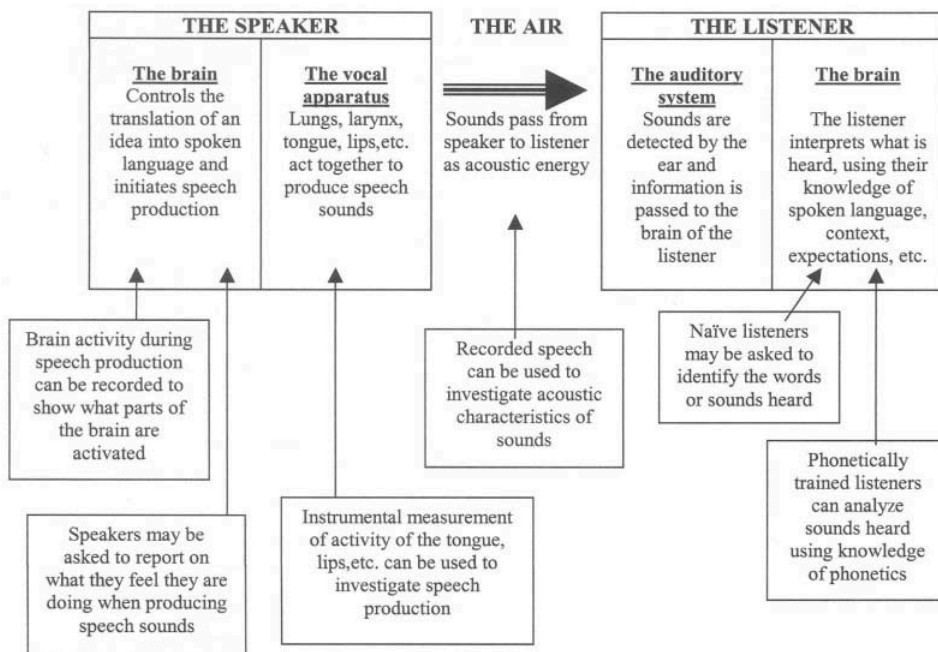 THE SPEAKER
THE AIR
THE LISTENER
The brain
Controls the
translation of an
idea into spoken
language and
initiates speech
production
The vocal
apparatus
Lungs, larynx,
tongue, lips,etc.
act together to
produce speech
sounds
Sounds pass from
speaker to listener
as acoustic energy
The auditory
system
Sounds are
detected by the
ear and
information is
passed to the
brain of the
listener
The brain
The listener
interprets what is
heard, using their
knowledge of
spoken language,
context,
expectations, etc.
Brain activity during
speech production
can be recorded to
show what parts of
the brain are
activated
Recorded speech
can be used to
investigate acoustic
characteristics of
sounds
Naïve listeners
may be asked to
identify the words
or sounds heard
Speakers may be
asked to report on
what they feel they are
doing when producing
speech sounds
Instrumental measurement
of activity of the tongue,
lips,etc. can be used to
investigate speech
production
Phonetically
trained listeners
can analyze
sounds heard
using knowledge
of phonetics